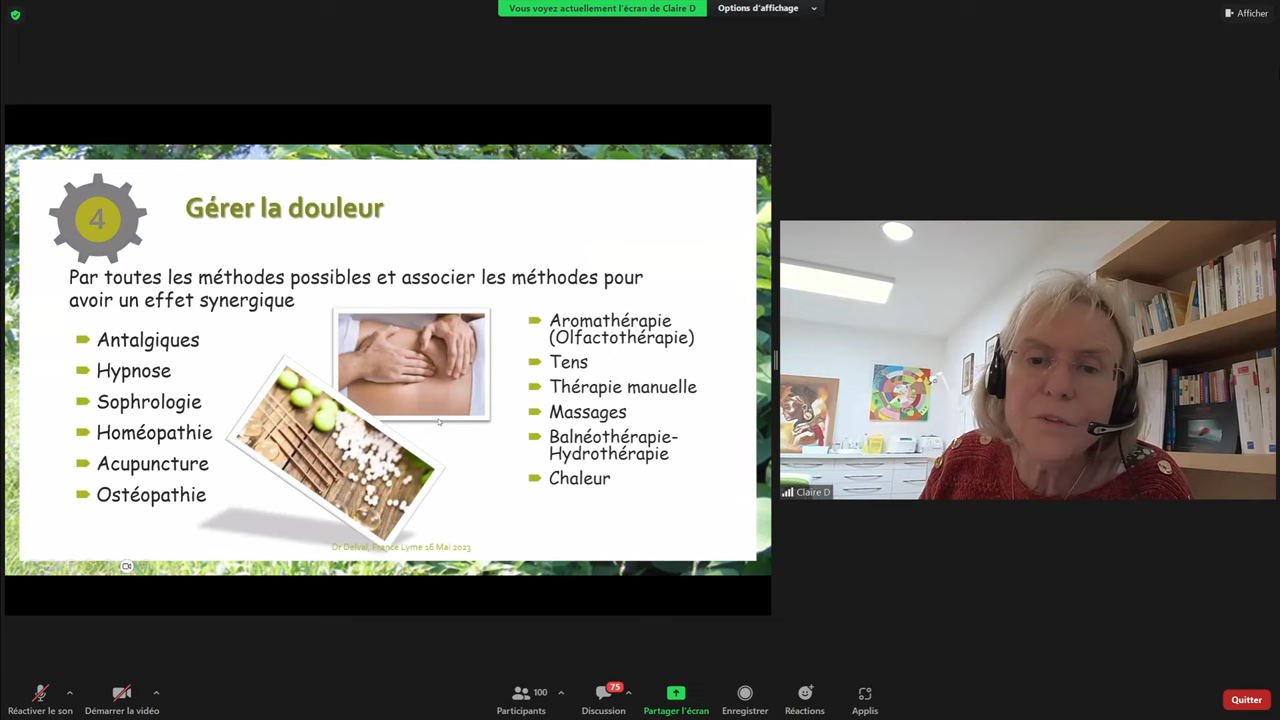 Vous voyez actuellement l'écran de Claire D
Options d'affichage
Afficher
4
Gérer la douleur
Par toutes les méthodes possibles et associer les méthodes pour
avoir un effet synergique
Antalgiques
Hypnose
Sophrologie
Homéopathie
Acupuncture
Ostéopathie
Aromathérapie
(Olfactothérapie)
Tens
Thérapie manuelle
Massages
Balnéothérapie-
Hydrothérapie
Chaleur
Dr Delval, France Lyme 16 Mai 2023
Claire D
Réactiver le son
Démarrer la vidéo
100
Participants
75
Discussion
Partager l'écran
Enregistrer
Réactions
Applis
Quitter